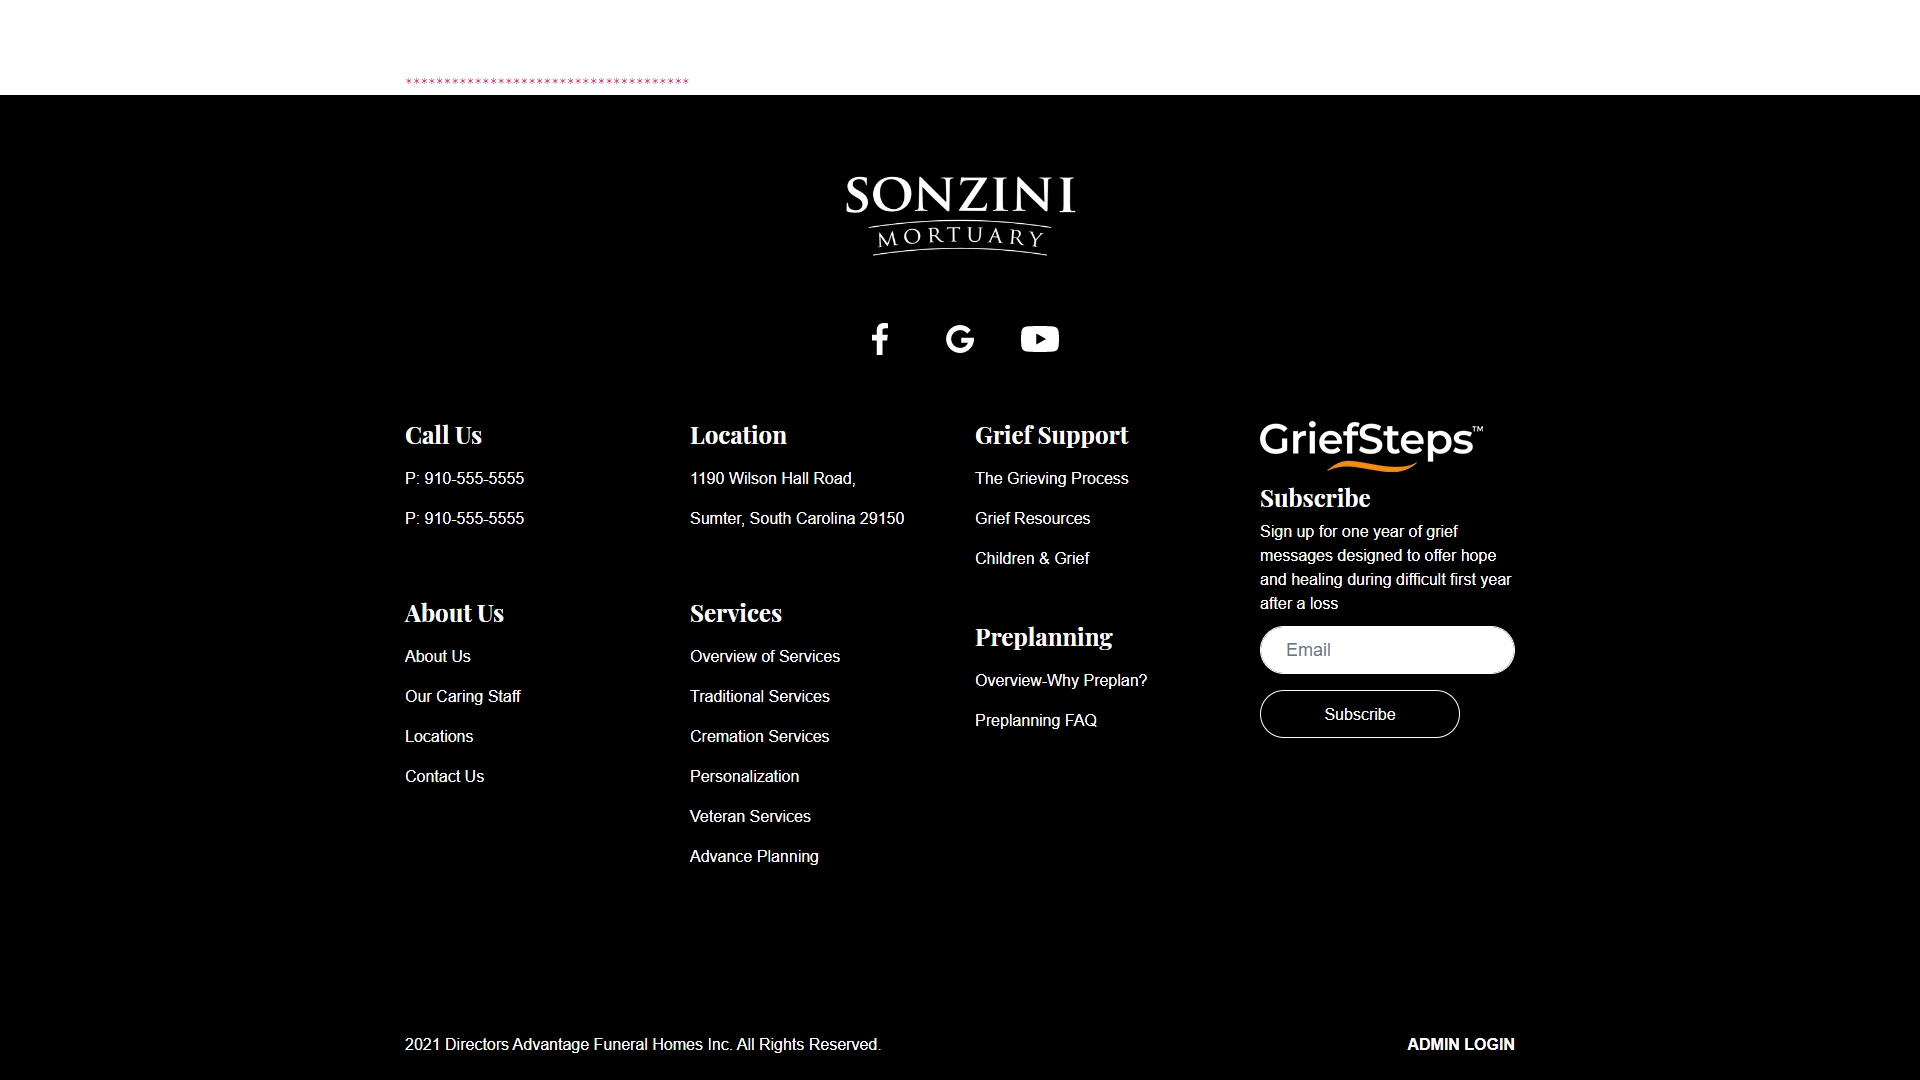 *************************************
SONZINI
MORTUARY
Call Us
P: 910-555-5555
P: 910-555-5555
Location
1190 Wilson Hall Road,
Sumter, South Carolina 29150
Grief Support
The Grieving Process
Grief Resources
Children & Grief
GriefSteps™
Subscribe
Sign up for one year of grief
messages designed to offer hope
and healing during difficult first year
after a loss
Email
Subscribe
About Us
About Us
Our Caring Staff
Locations
Contact Us
Services
Overview of Services
Traditional Services
Cremation Services
Personalization
Veteran Services
Advance Planning
Preplanning
Overview-Why Preplan?
Preplanning FAQ
2021 Directors Advantage Funeral Homes Inc. All Rights Reserved.
ADMIN LOGIN